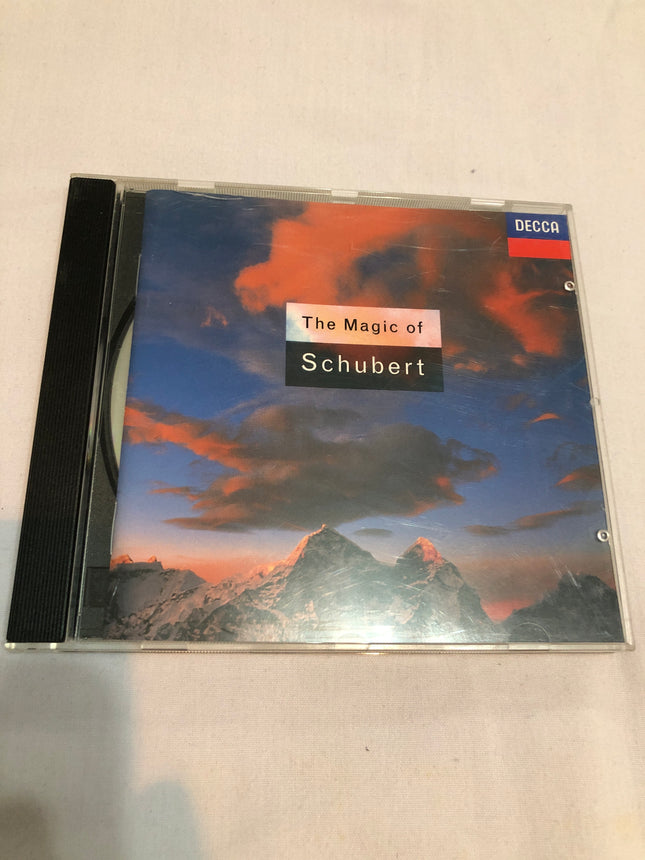 DECCA
The Magic of
Schubert